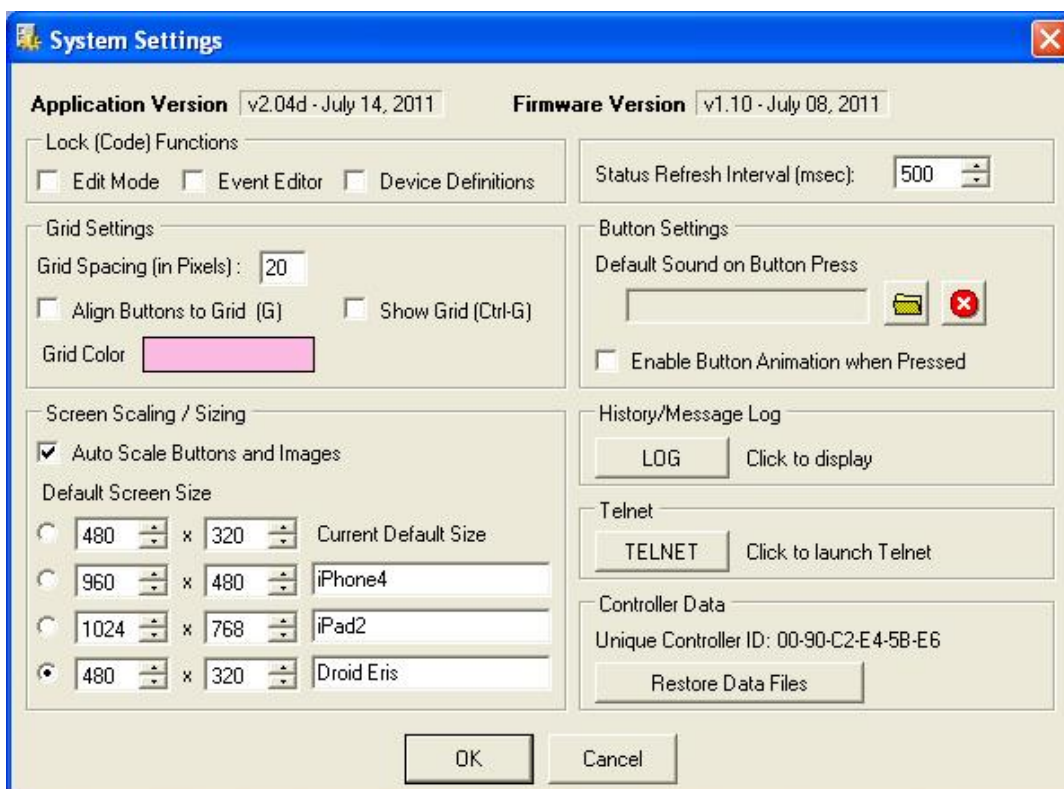 System Settings
Application Version v2.04d - July 14, 2011 Firmware Version v1.10 - July 08, 2011
Lock (Code) Functions
Edit Mode Event Editor Device Definitions
Status Refresh Interval (msec): 500
Grid Settings
Grid Spacing (in Pixels) : 20
Align Buttons to Grid (G) Show Grid (Ctrl-G)
Grid Color
Button Settings
Default Sound on Button Press
Enable Button Animation when Pressed
Screen Scaling / Sizing
Auto Scale Buttons and Images
Default Screen Size
480 x 320 Current Default Size
960 x 480 iPhone4
1024 x 768 iPad2
480 x 320 Droid Eris
History/Message Log
LOG Click to display
Telnet
TELNET Click to launch Telnet
Controller Data
Unique Controller ID: 00-90-C2-E4-5B-E6
Restore Data Files
OK Cancel